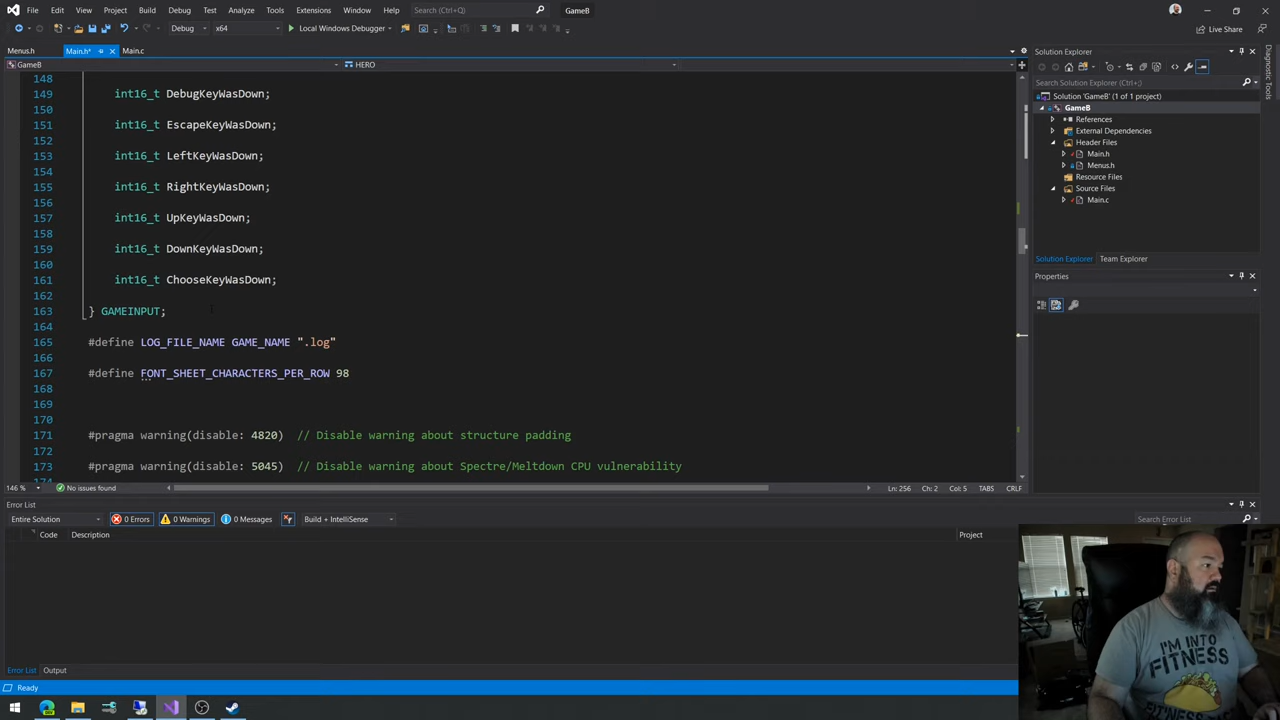 File Edit View Project Build Debug Test Analyze Tools Extensions Window Help Search (Ctrl+Q) GameB
Debug x64 Local Windows Debugger Live Share
Menus.h Main.h* Main.c
GameB HERO
148
149 int16_t DebugKeyWasDown;
150
151 int16_t EscapeKeyWasDown;
152
153 int16_t LeftKeyWasDown;
154
155 int16_t RightKeyWasDown;
156
157 int16_t UpKeyWasDown;
158
159 int16_t DownKeyWasDown;
160
161 int16_t ChooseKeyWasDown;
162
163 } GAMEINPUT;
164
165 #define LOG_FILE_NAME GAME_NAME ".log"
166
167 #define FONT_SHEET_CHARACTERS_PER_ROW 98
168
169
170
171 #pragma warning(disable: 4820) // Disable warning about structure padding
172
173 #pragma warning(disable: 5045) // Disable warning about Spectre/Meltdown CPU vulnerability
146 % No issues found Ln: 256 Ch: 2 Col: 5 TABS CRLF
Error List
Entire Solution 0 Errors 0 Warnings 0 Messages Build + IntelliSense Search Error List
Code Description Project
Error List Output
Ready
Solution Explorer
Search Solution Explorer (Ctrl+;)
Solution 'GameB' (1 of 1 project)
GameB
References
External Dependencies
Header Files
Main.h
Menus.h
Resource Files
Source Files
Main.c
Solution Explorer Team Explorer
Properties
Diagnostic Tools
I'M INTO
FITNESS
TACO